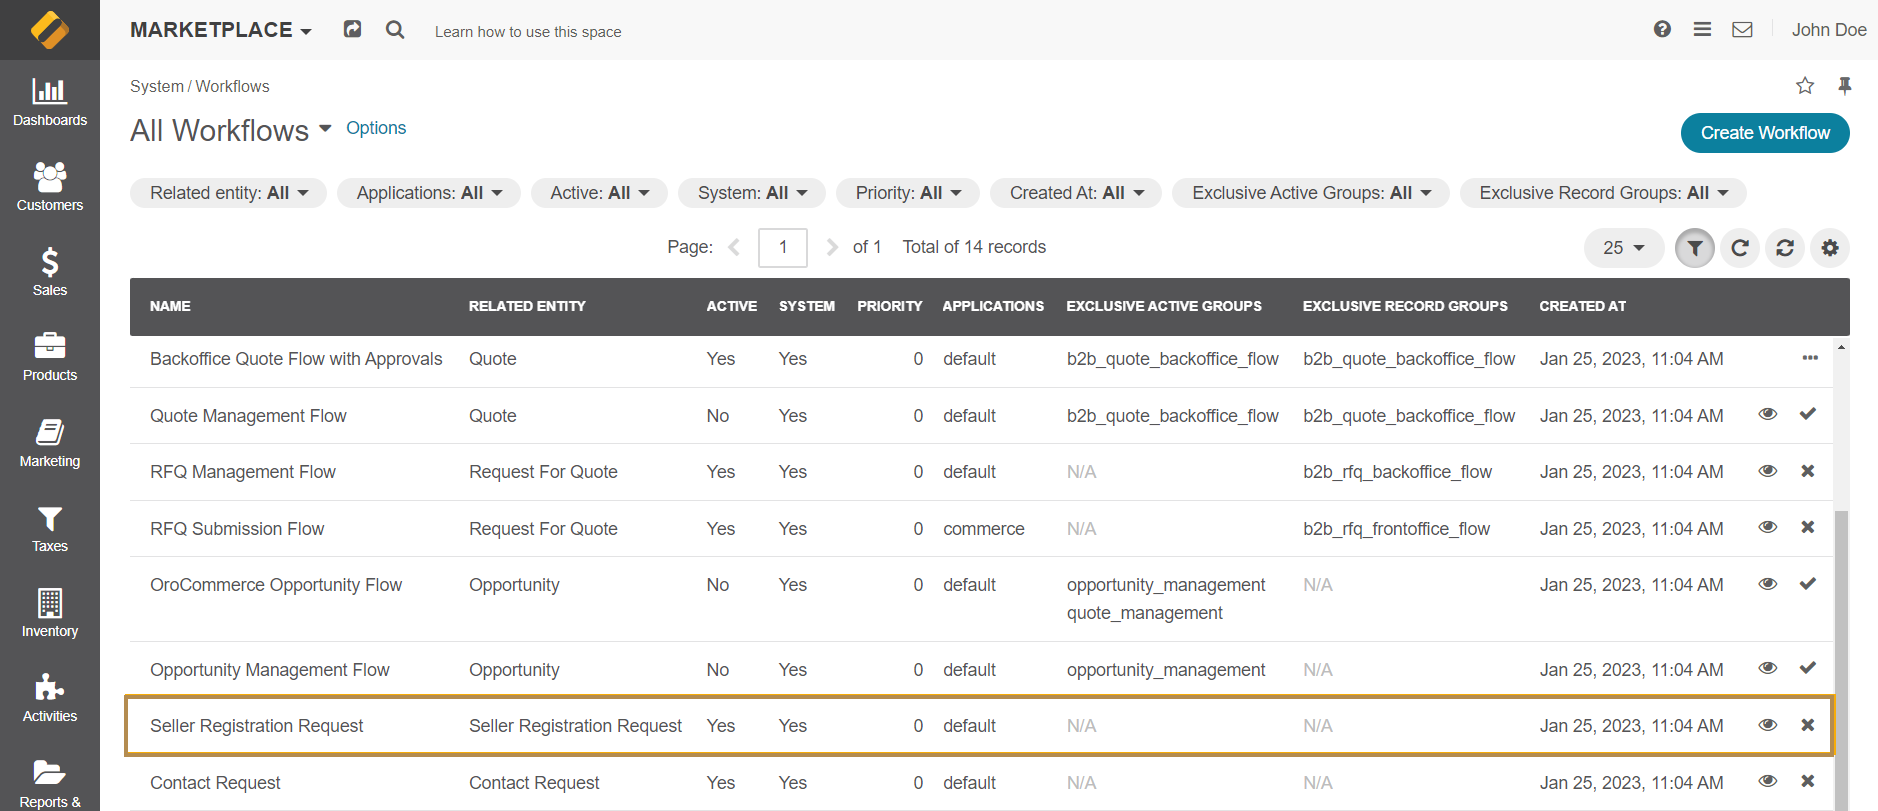 MARKETPLACE Learn how to use this space John Doe
Dashboards
Customers
Sales
Products
Marketing
Taxes
Inventory
Activities
Reports &
System / Workflows
All Workflows Options Create Workflow
Related entity: All Applications: All Active: All System: All Priority: All Created At: All Exclusive Active Groups: All Exclusive Record Groups: All
Page: 1 of 1 Total of 14 records 25
NAME RELATED ENTITY ACTIVE SYSTEM PRIORITY APPLICATIONS EXCLUSIVE ACTIVE GROUPS EXCLUSIVE RECORD GROUPS CREATED AT
Backoffice Quote Flow with Approvals Quote Yes Yes 0 default b2b_quote_backoffice_flow b2b_quote_backoffice_flow Jan 25, 2023, 11:04 AM
Quote Management Flow Quote No Yes 0 default b2b_quote_backoffice_flow b2b_quote_backoffice_flow Jan 25, 2023, 11:04 AM
RFQ Management Flow Request For Quote Yes Yes 0 default N/A b2b_rfq_backoffice_flow Jan 25, 2023, 11:04 AM
RFQ Submission Flow Request For Quote Yes Yes 0 commerce N/A b2b_rfq_frontoffice_flow Jan 25, 2023, 11:04 AM
OroCommerce Opportunity Flow Opportunity No Yes 0 default opportunity_management N/A Jan 25, 2023, 11:04 AM
quote_management
Opportunity Management Flow Opportunity No Yes 0 default opportunity_management N/A Jan 25, 2023, 11:04 AM
Seller Registration Request Seller Registration Request Yes Yes 0 default N/A N/A Jan 25, 2023, 11:04 AM
Contact Request Contact Request Yes Yes 0 default N/A N/A Jan 25, 2023, 11:04 AM